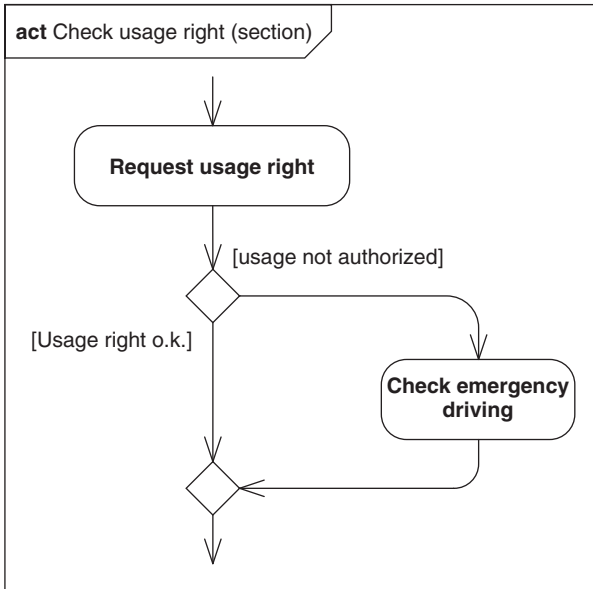 act Check usage right (section)
Request usage right
[usage not authorized]
[Usage right o.k.]
Check emergency
driving